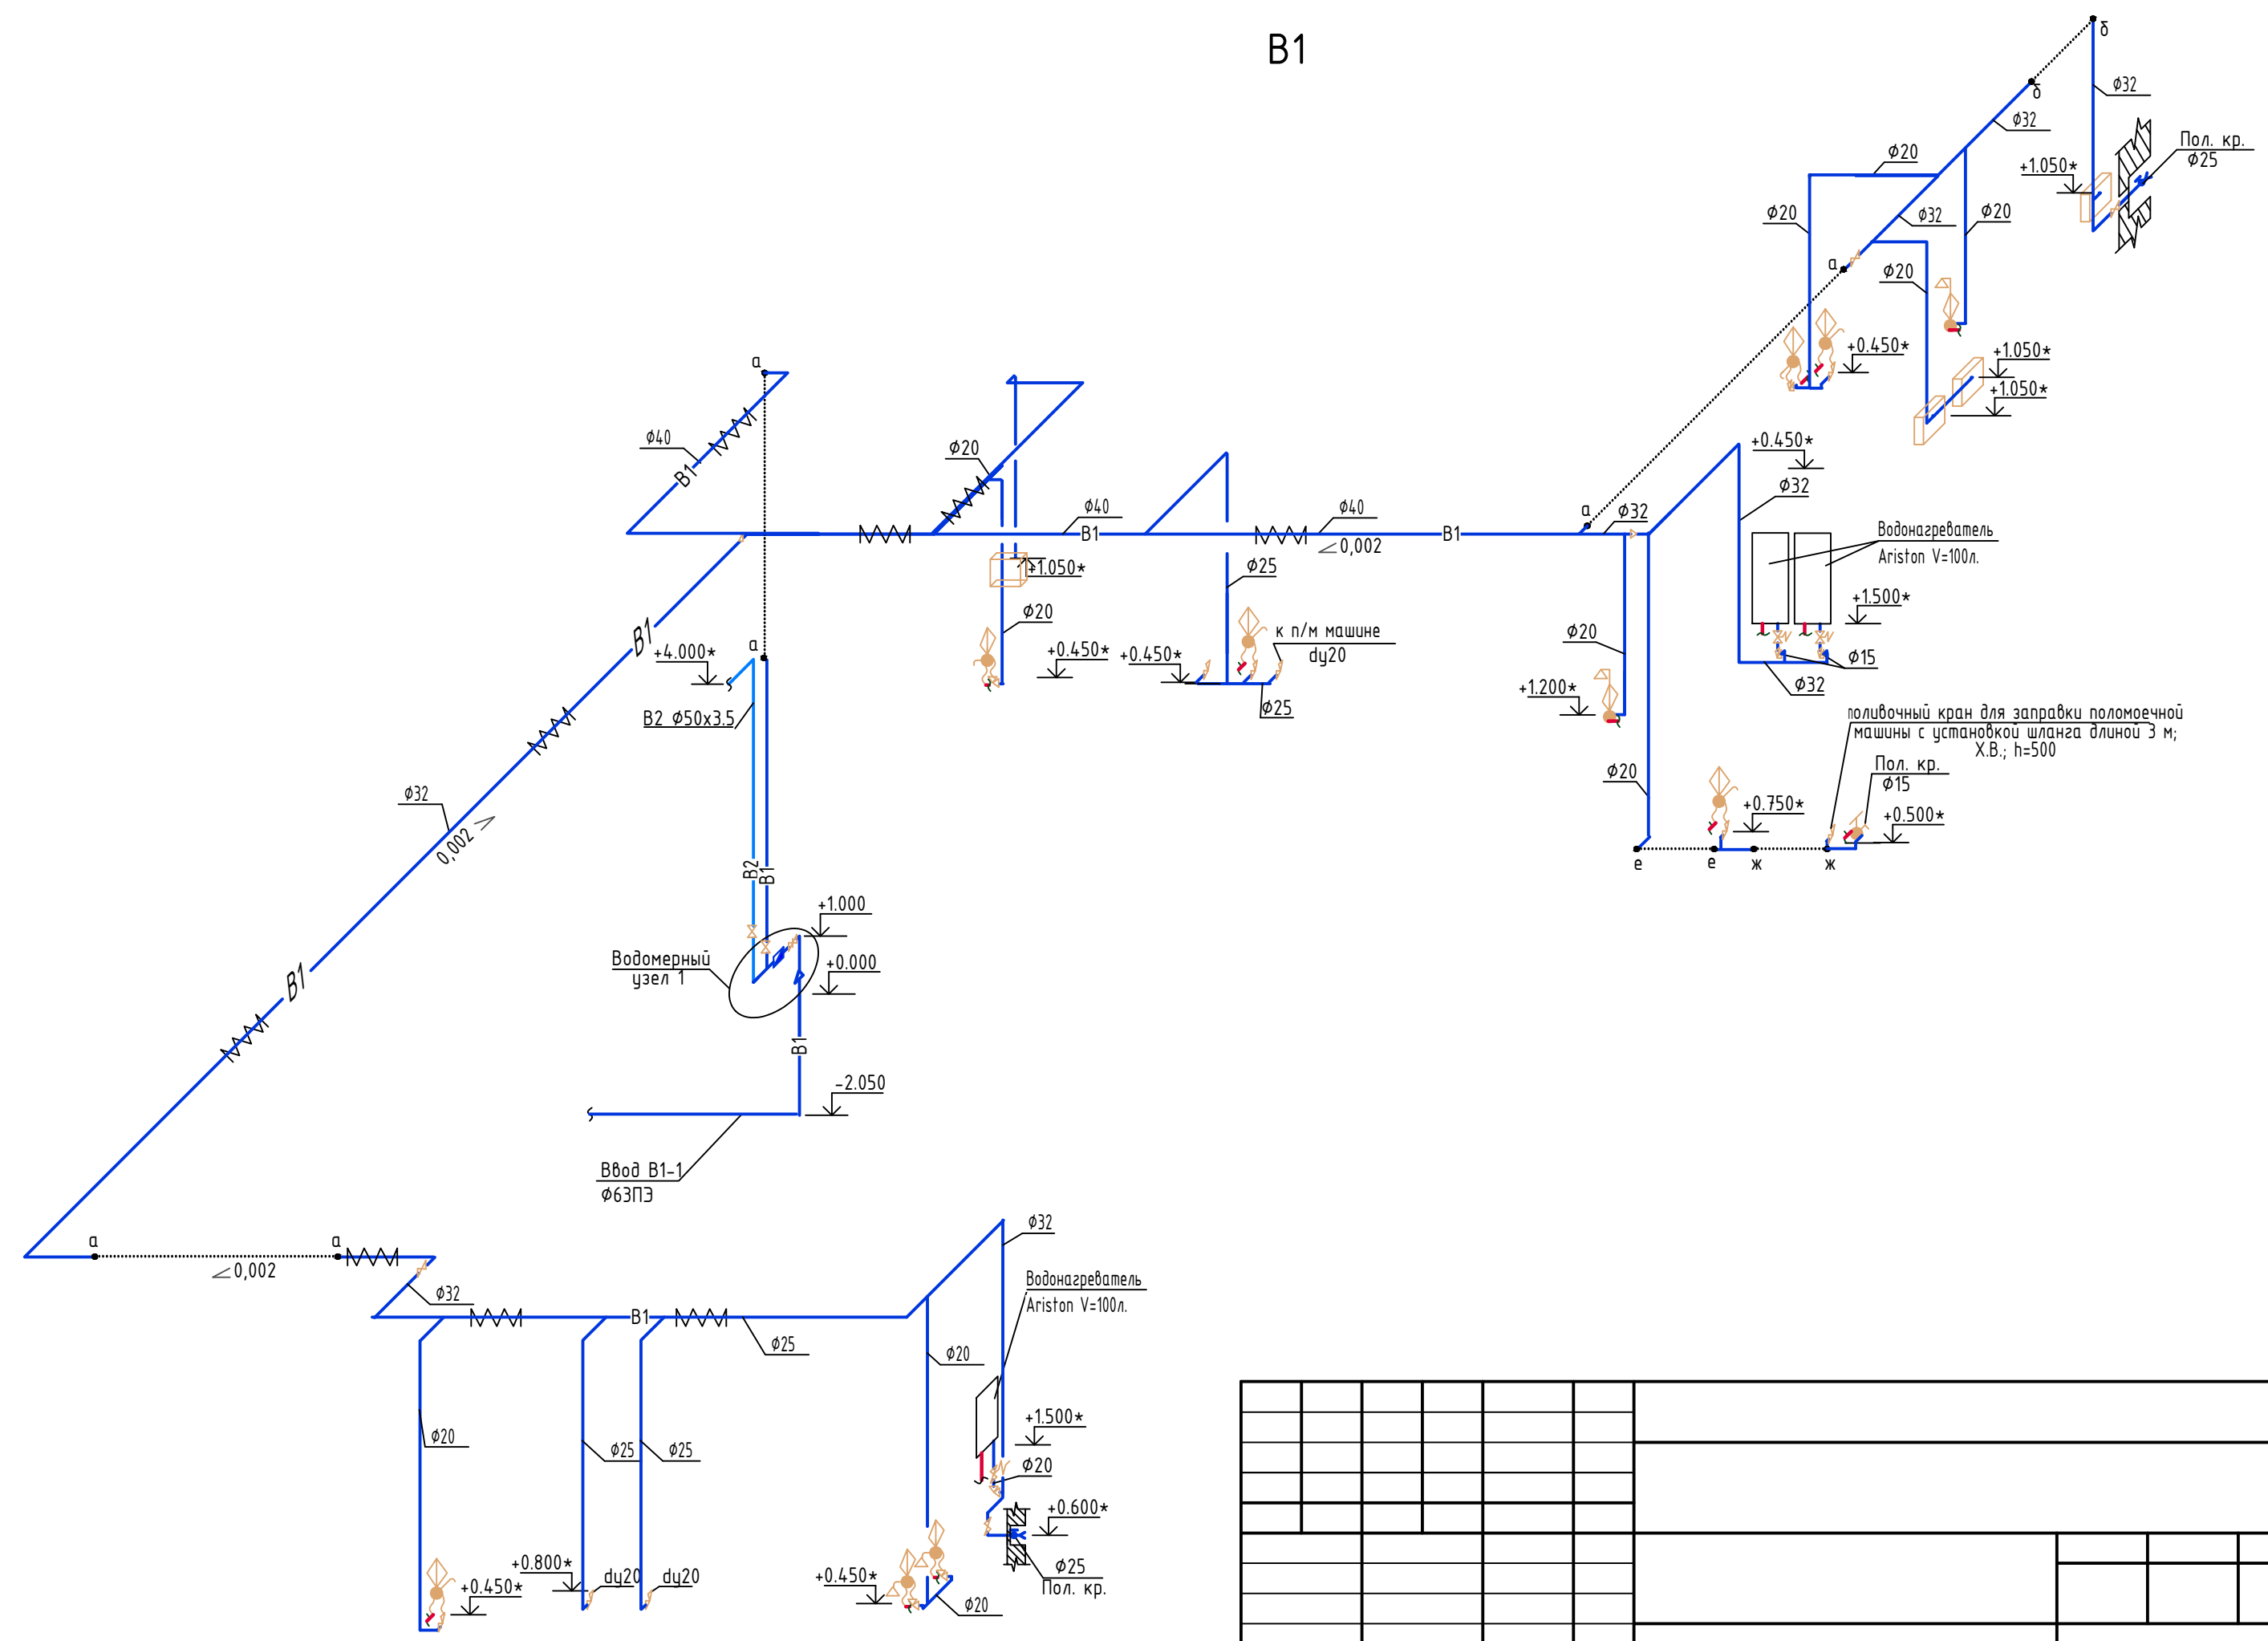 В1
δ
δ
Ф32
Ф32
Пол. кр.
Ф25
+1.050*
Ф20
Ф20
Ф32
Ф20
а
Ф20
+0.450*
+1.050*
+1.050*
а
Ф40
В1
Ф20
Ф40
В1
Ф40
0,002
В1
а
Ф32
+0.450*
Ф32
Водонагреватель
Ariston V=100л.
+1.500*
Ф15
Ф32
+1.050*
Ф20
+0.450*
Ф25
+0.450*
к п/м машине
dy20
Ф25
Ф20
+1.200*
Ф20
поливочный кран для заправки поломоечной
машины с установкой шланга длиной 3 м;
Х.В.; h=500
Пол. кр.
Ф15
+0.750*
+0.500*
е
е
ж
ж
В1
а
+4.000*
В2 Ф50х3.5
Ф32
0,002
В2
В1
+1.000
Водомерный
узел 1
+0.000
В1
В1
-2.050
Ввод В1-1
Ф63ПЭ
а
а
0,002
Ф32
В1
Ф25
Ф32
Водонагреватель
Ariston V=100л.
Ф20
Ф20
Ф25
Ф25
+1.500*
Ф20
+0.600*
Ф25
Пол. кр.
+0.800*
dy20
dy20
+0.450*
+0.450*
Ф20